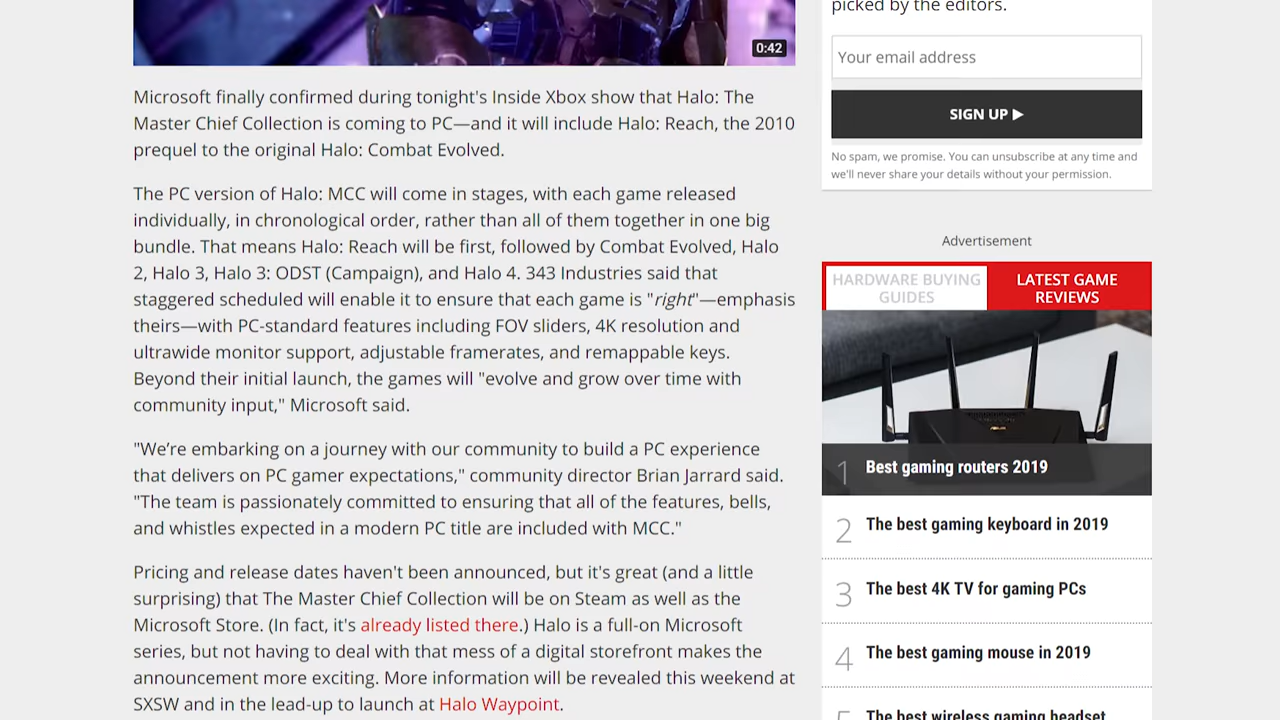 0:42
Microsoft finally confirmed during tonight's Inside Xbox show that Halo: The
Master Chief Collection is coming to PC—and it will include Halo: Reach, the 2010
prequel to the original Halo: Combat Evolved.
The PC version of Halo: MCC will come in stages, with each game released
individually, in chronological order, rather than all of them together in one big
bundle. That means Halo: Reach will be first, followed by Combat Evolved, Halo
2, Halo 3, Halo 3: ODST (Campaign), and Halo 4. 343 Industries said that
staggered scheduled will enable it to ensure that each game is "right"—emphasis
theirs—with PC-standard features including FOV sliders, 4K resolution and
ultrawide monitor support, adjustable framerates, and remappable keys.
Beyond their initial launch, the games will "evolve and grow over time with
community input," Microsoft said.
"We’re embarking on a journey with our community to build a PC experience
that delivers on PC gamer expectations," community director Brian Jarrard said.
"The team is passionately committed to ensuring that all of the features, bells,
and whistles expected in a modern PC title are included with MCC."
Pricing and release dates haven't been announced, but it's great (and a little
surprising) that The Master Chief Collection will be on Steam as well as the
Microsoft Store. (In fact, it's already listed there.) Halo is a full-on Microsoft
series, but not having to deal with that mess of a digital storefront makes the
announcement more exciting. More information will be revealed this weekend at
SXSW and in the lead-up to launch at Halo Waypoint.
picked by the editors.
Your email address
SIGN UP ▶
No spam, we promise. You can unsubscribe at any time and
we'll never share your details without your permission.
Advertisement
HARDWARE BUYING
GUIDES
LATEST GAME
REVIEWS
1 Best gaming routers 2019
2 The best gaming keyboard in 2019
3 The best 4K TV for gaming PCs
4 The best gaming mouse in 2019
5 The best wireless gaming headset